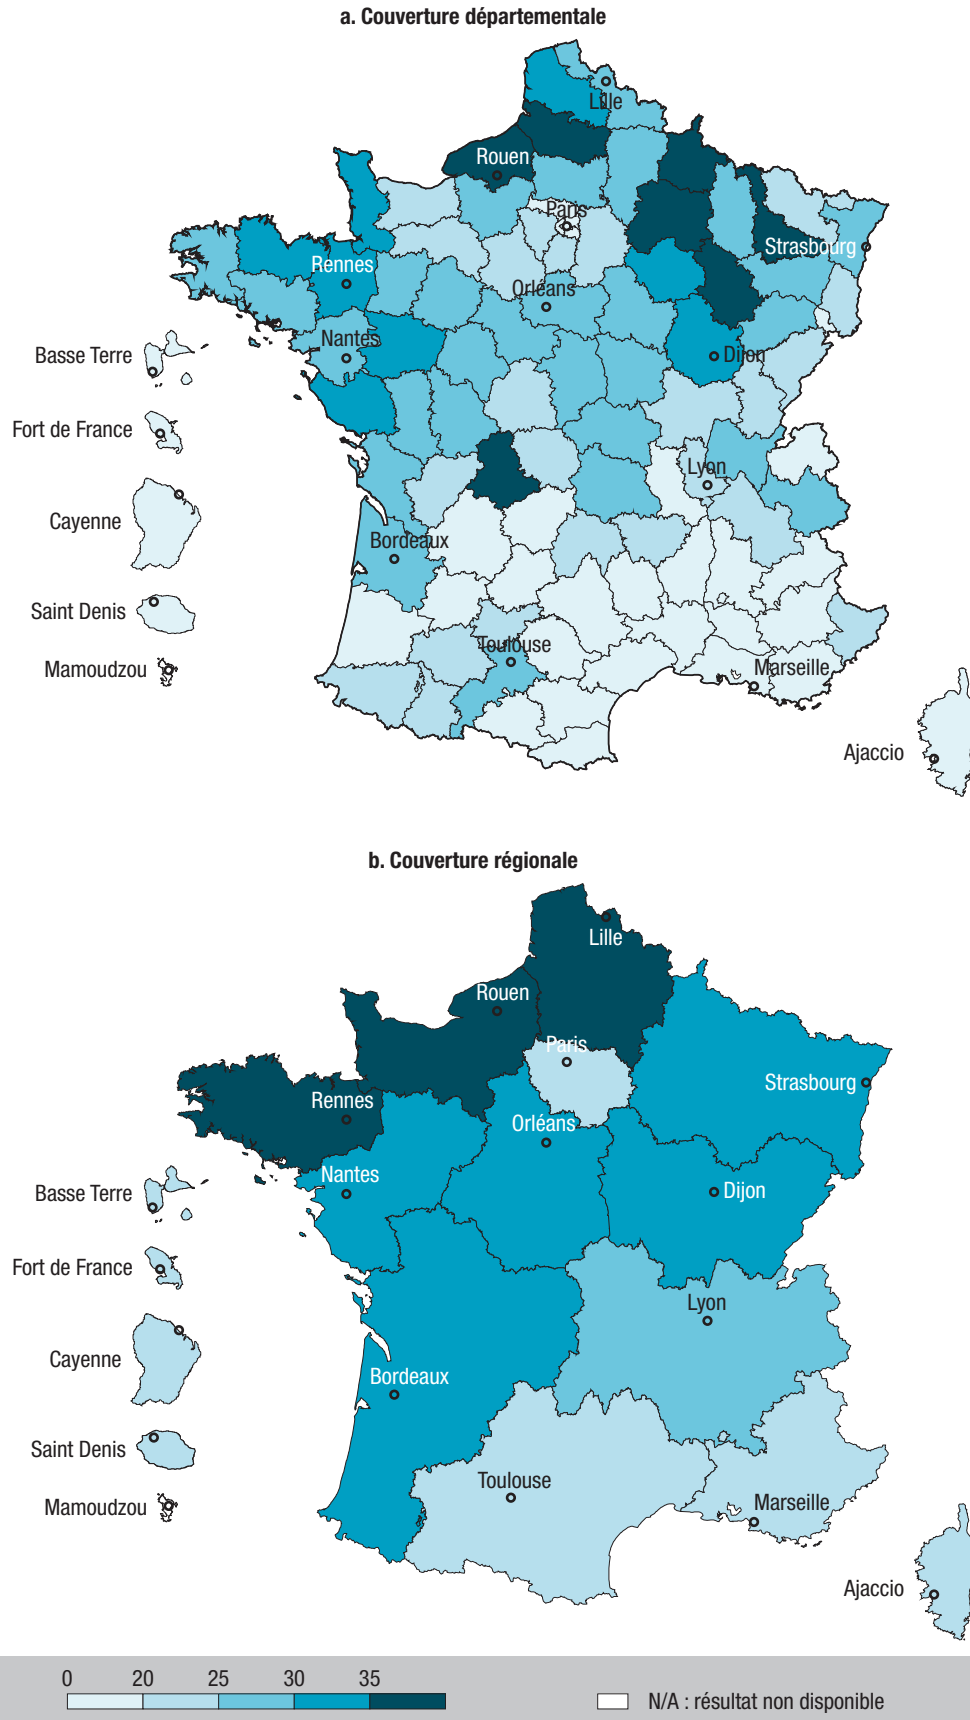 a. Couverture départementale
Lille
Rouen
Paris
Strasbourg
Rennes
Orléans
Nantes
Dijon
Basse Terre
Fort de France
Lyon
Cayenne
Bordeaux
Saint Denis
Toulouse
Mamoudzou
Marseille
Ajaccio
b. Couverture régionale
Lille
Rouen
Paris
Strasbourg
Rennes
Orléans
Nantes
Dijon
Basse Terre
Fort de France
Lyon
Cayenne
Bordeaux
Saint Denis
Toulouse
Mamoudzou
Marseille
Ajaccio
0 20 25 30 35
N/A : résultat non disponible